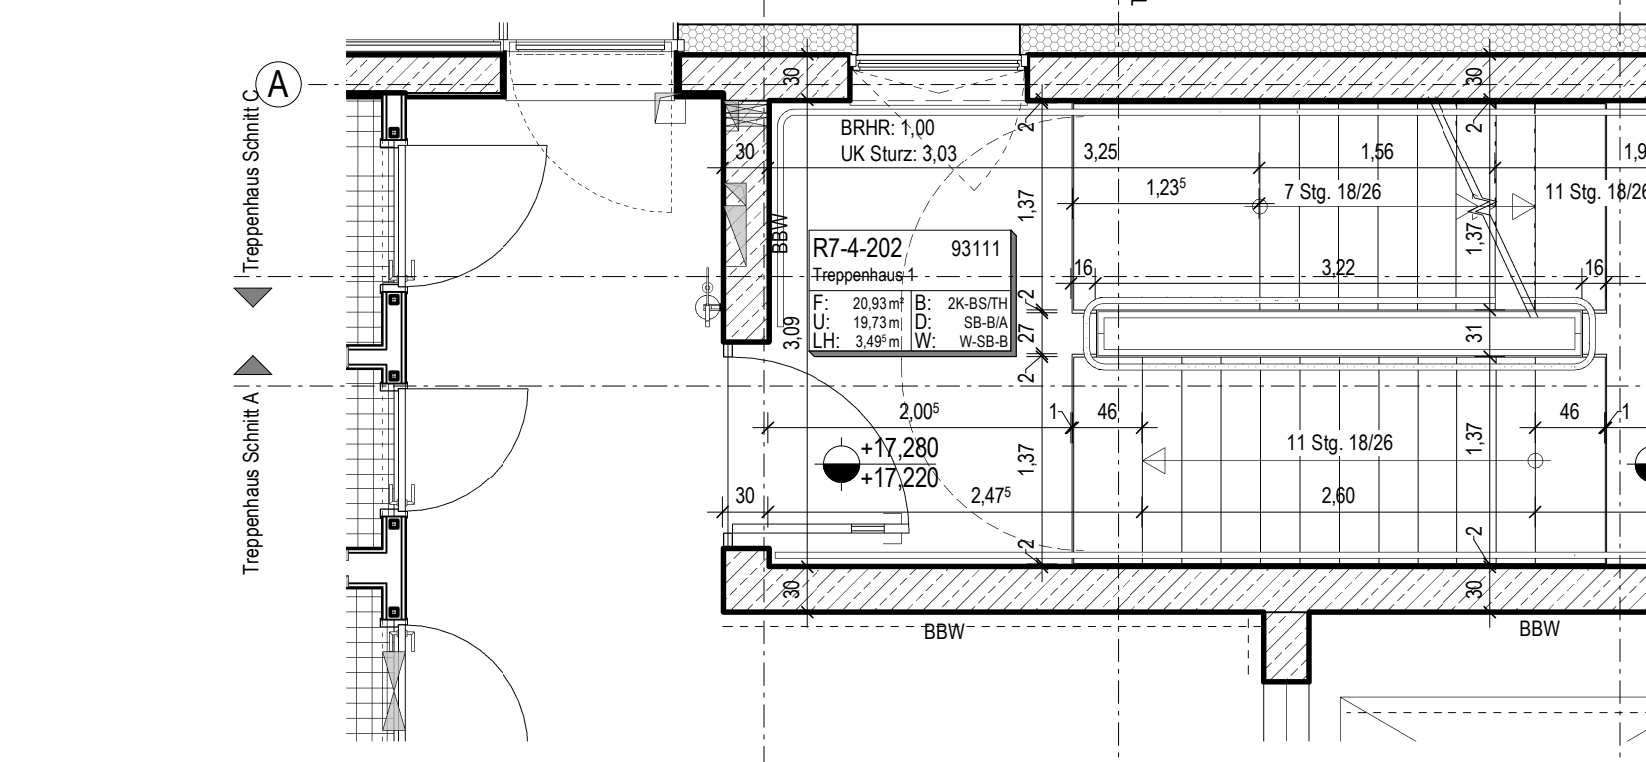 A
Treppenhaus Schnitt C
Treppenhaus Schnitt A
30
30
BRHR: 1,00
UK Sturz: 3,03
2
2
30
3,25
1,56
1,23⁵
7 Stg. 18/26
11 Stg. 18/26
1,37
1,37
BBW
R7-4-202 93111
Treppenhaus 1
F: 20,93 m² B: 2K-BS/TH
U: 19,73 m D: SB-B/A
LH: 3,49⁵ m W: W-SB-B
16
3,22
16
2
27
2
3,09
31
2,00⁵
1
46
46
1
+17,280
+17,220
1,37
11 Stg. 18/26
1,37
30
2,47⁵
2,60
2
2
30
30
BBW
BBW